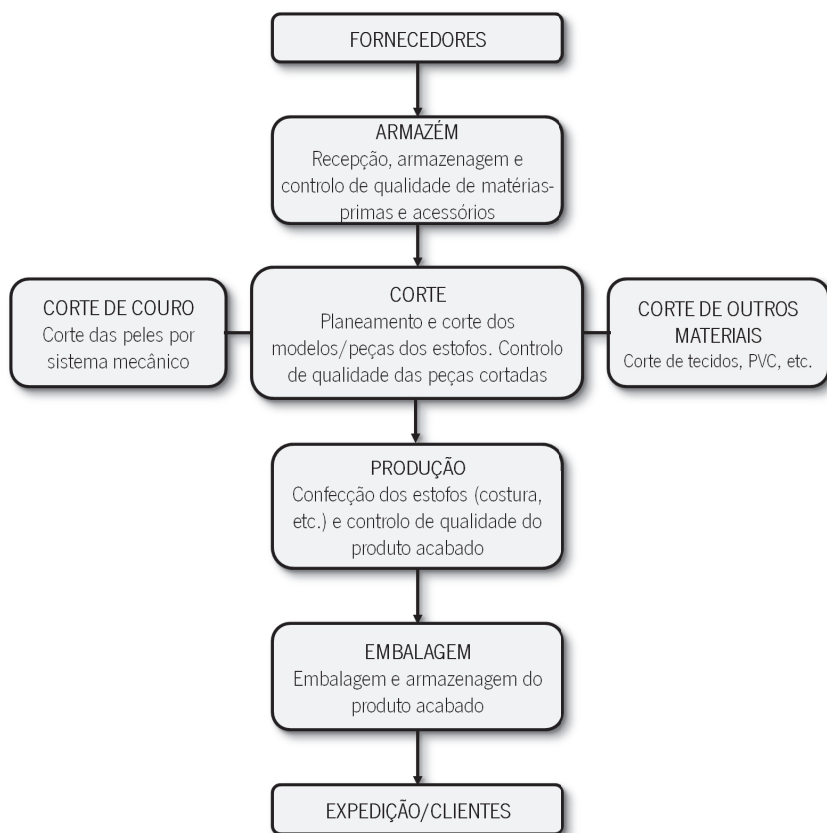 FORNECEDORES
ARMAZÉM
Recepção, armazenagem e
controlo de qualidade de matérias-
primas e acessórios
CORTE DE COURO
Corte das peles por
sistema mecânico
CORTE
Planeamento e corte dos
modelos/peças dos estofos. Controlo
de qualidade das peças cortadas
CORTE DE OUTROS
MATERIAIS
Corte de tecidos, PVC, etc.
PRODUÇÃO
Confecção dos estofos (costura,
etc.) e controlo de qualidade do
produto acabado
EMBALAGEM
Embalagem e armazenagem do
produto acabado
EXPEDIÇÃO/CLIENTES